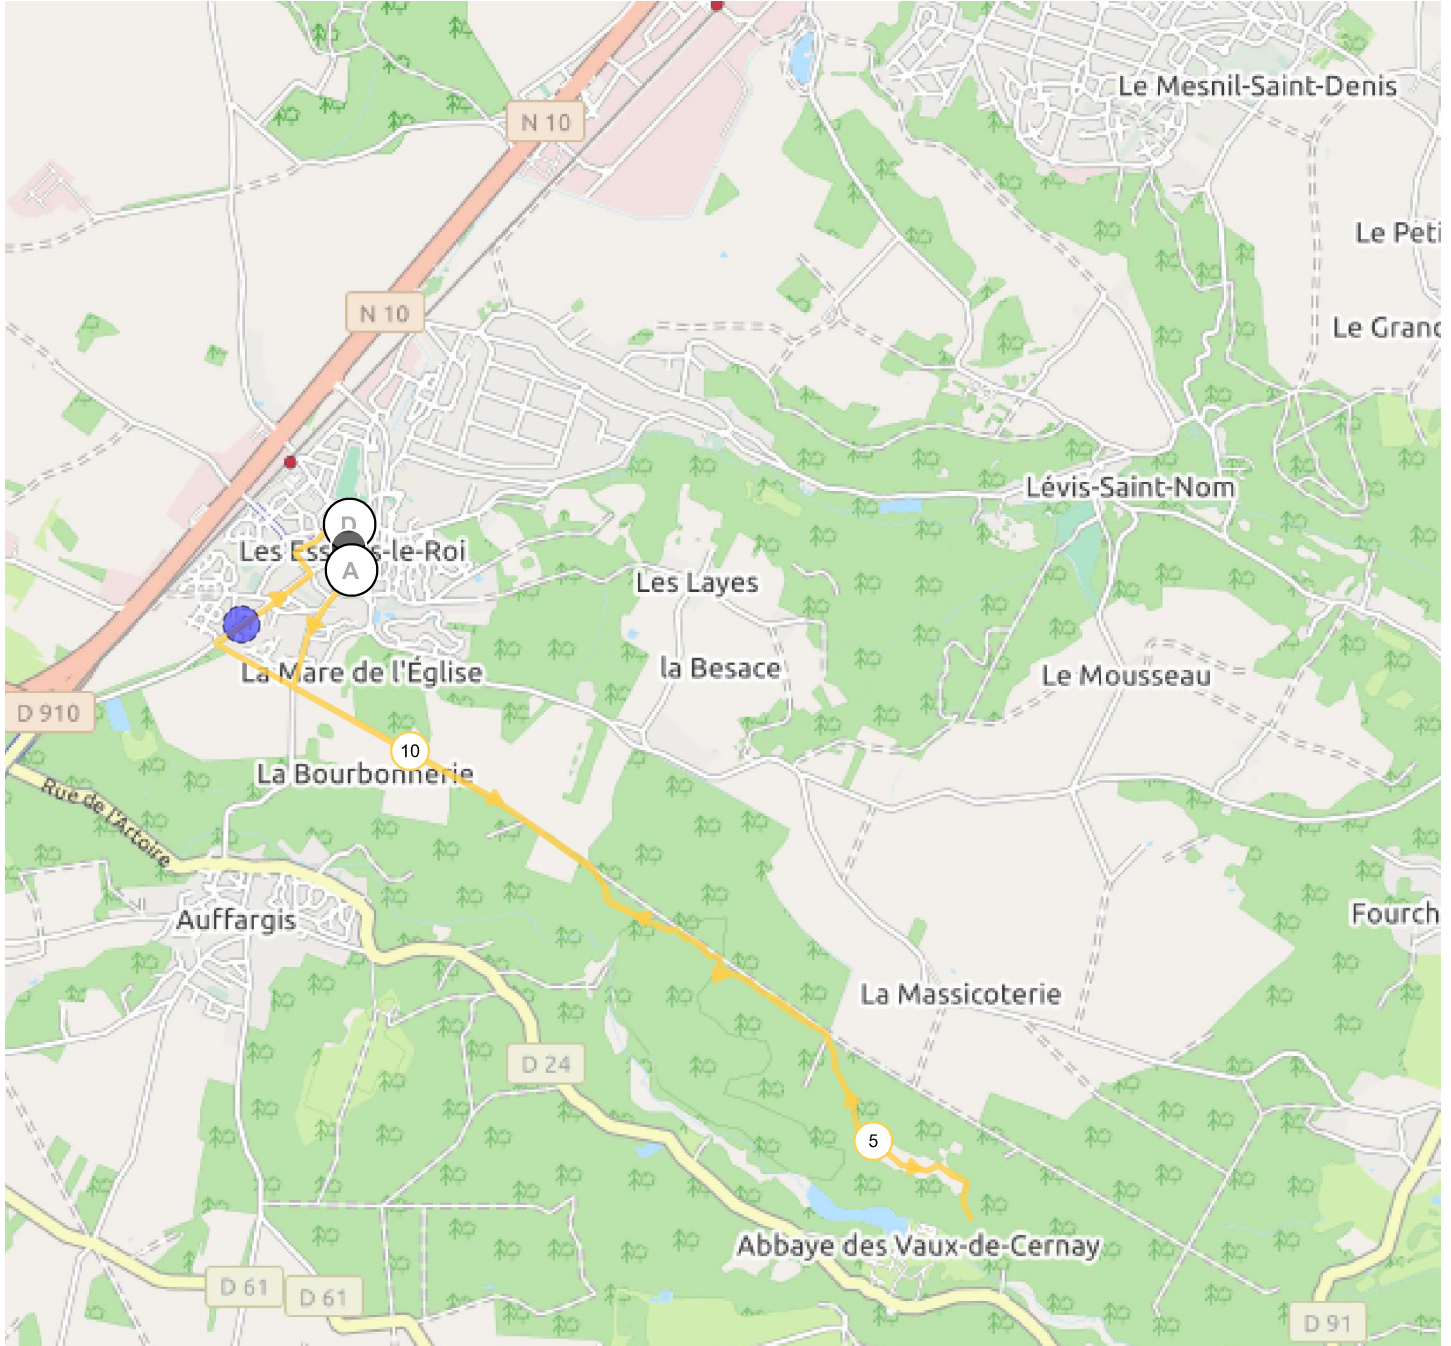 Le Mesnil-Saint-Denis
N 10
Le Peti
N 10
Le Granc
Lévis-Saint-Nom
D
Les Ess s-le-Roi
A
Les Layes
La Mare de l'Église
la Besace
Le Mousseau
D 910
10
La Bourbonnerie
Rue de l'Artoire
Auffargis
Fourch
La Massicoterie
D 24
5
Abbaye des Vaux-de-Cernay
D 61
D 61
D 91